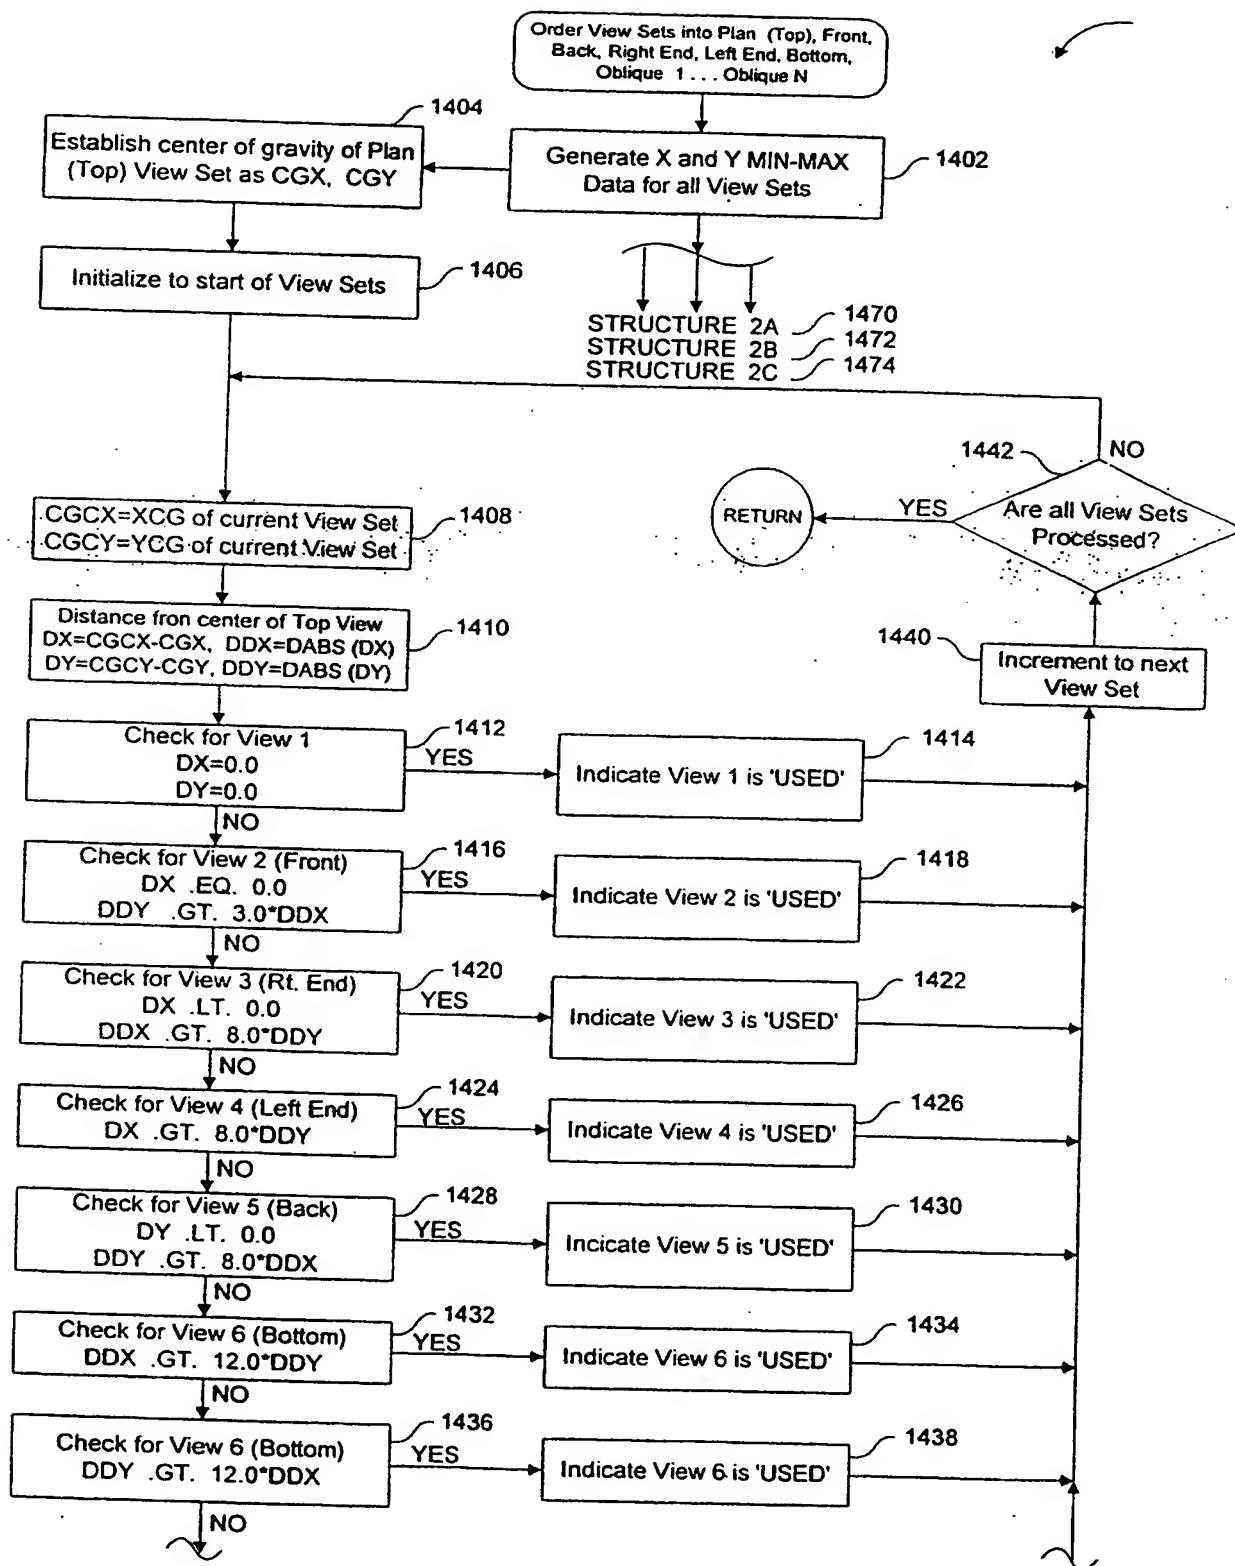 Order View Sets into Plan (Top), Front,
Back, Right End, Left End, Bottom,
Oblique 1 . . . Oblique N
1404
Establish center of gravity of Plan
(Top) View Set as CGX, CGY
Generate X and Y MIN-MAX
Data for all View Sets
1402
Initialize to start of View Sets
1406
STRUCTURE 2A
1470
STRUCTURE 2B
1472
STRUCTURE 2C
1474
1442
NO
CGCX=XCG of current View Set
CGCY=YCG of current View Set
1408
RETURN
YES
Are all View Sets
Processed?
Distance fron center of Top View
DX=CGCX-CGX, DDX=DABS (DX)
DY=CGCY-CGY, DDY=DABS (DY)
1410
1440
Increment to next
View Set
Check for View 1
DX=0.0
DY=0.0
1412
YES
NO
Indicate View 1 is 'USED'
1414
Check for View 2 (Front)
DX .EQ. 0.0
DDY .GT. 3.0*DDX
1416
YES
NO
Indicate View 2 is 'USED'
1418
Check for View 3 (Rt. End)
DX .LT. 0.0
DDX .GT. 8.0*DDY
1420
YES
NO
Indicate View 3 is 'USED'
1422
Check for View 4 (Left End)
DX .GT. 8.0*DDY
1424
YES
NO
Indicate View 4 is 'USED'
1426
Check for View 5 (Back)
DY .LT. 0.0
DDY .GT. 8.0*DDX
1428
YES
NO
Incicate View 5 is 'USED'
1430
Check for View 6 (Bottom)
DDX .GT. 12.0*DDY
1432
YES
NO
Indicate View 6 is 'USED'
1434
Check for View 6 (Bottom)
DDY .GT. 12.0*DDX
1436
YES
NO
Indicate View 6 is 'USED'
1438